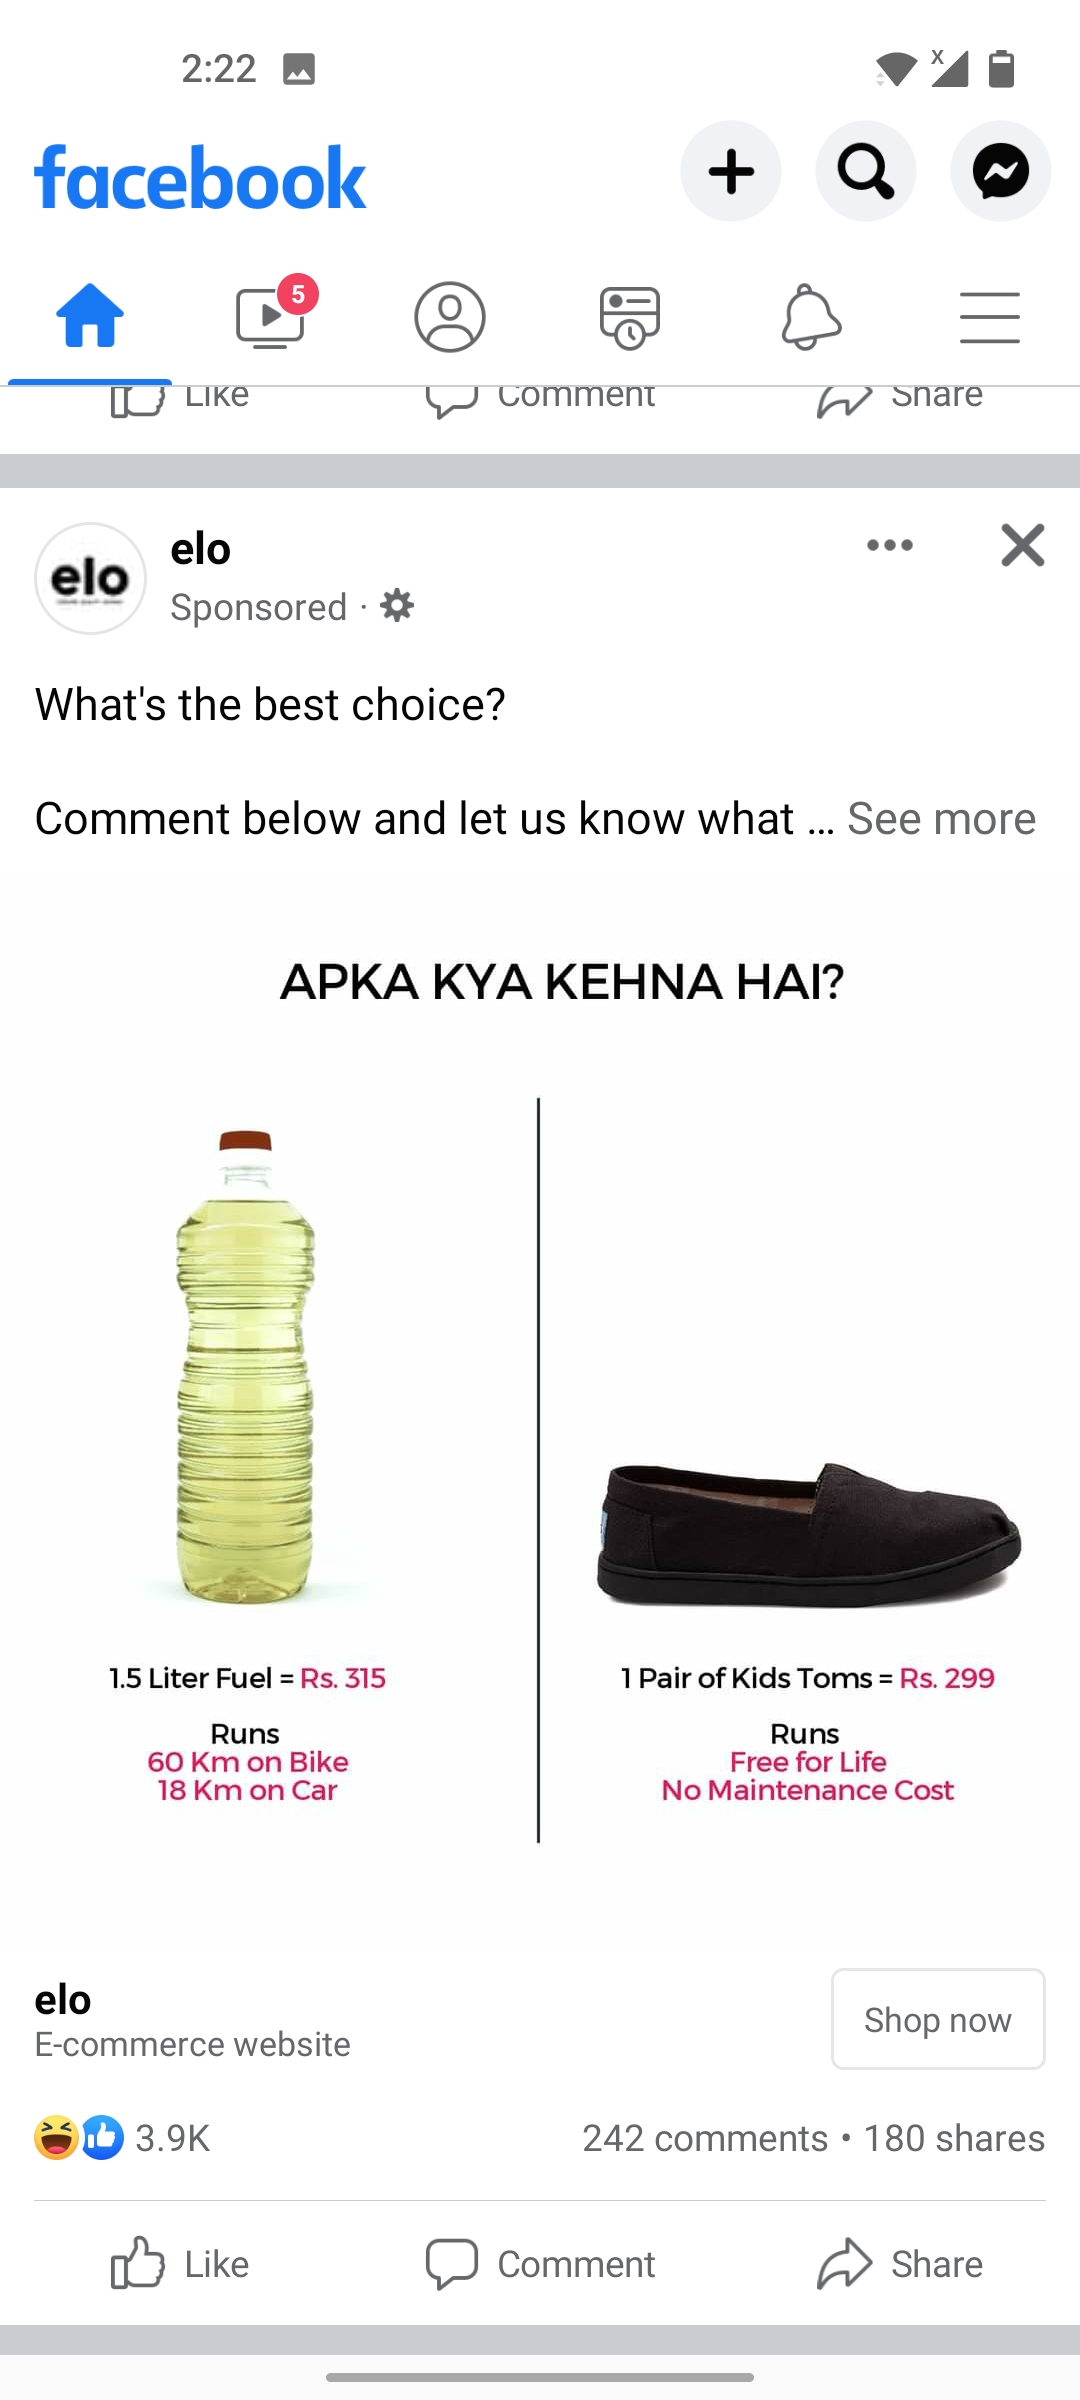 2:22
facebook
5
Like Comment Share
elo
elo
Sponsored ·
What's the best choice?
Comment below and let us know what ... See more
APKA KYA KEHNA HAI?
1.5 Liter Fuel = Rs. 315
Runs
60 Km on Bike
18 Km on Car
1 Pair of Kids Toms = Rs. 299
Runs
Free for Life
No Maintenance Cost
elo
E-commerce website
Shop now
3.9K
242 comments • 180 shares
Like Comment Share